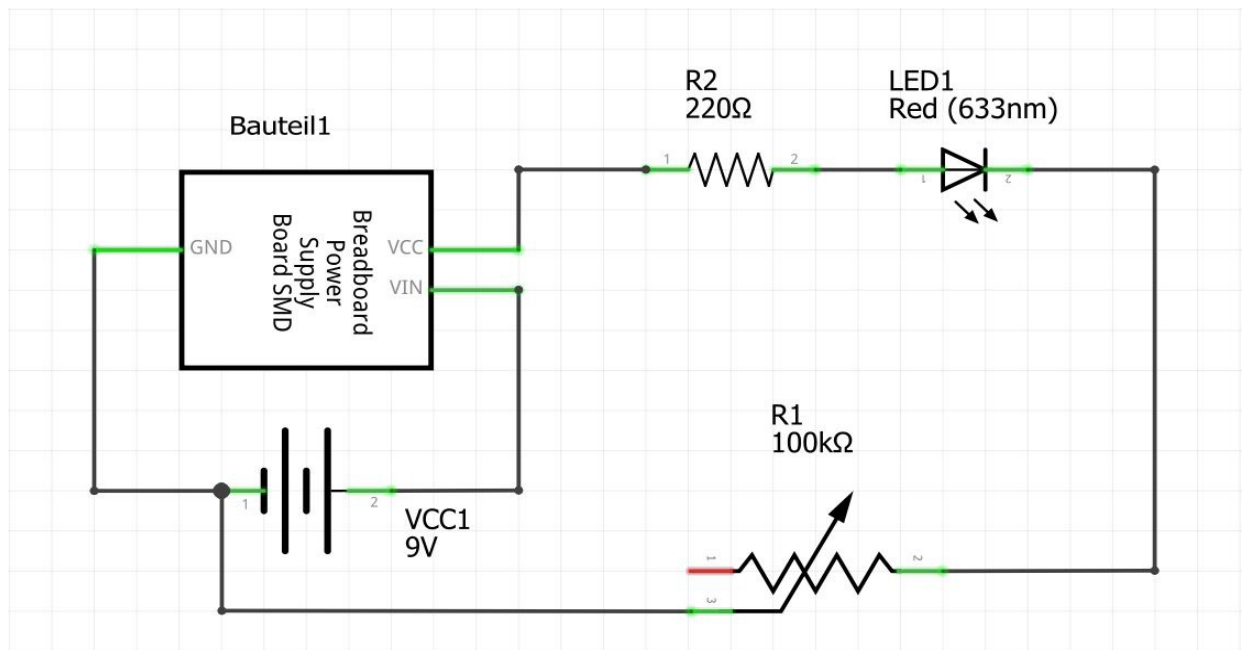 Bauteil1
GND
VCC
VIN
Breadboard
Power
Supply
Board SMD
R2
220Ω
1
2
LED1
Red (633nm)
1
2
1
2
VCC1
9V
R1
100kΩ
1
2
3